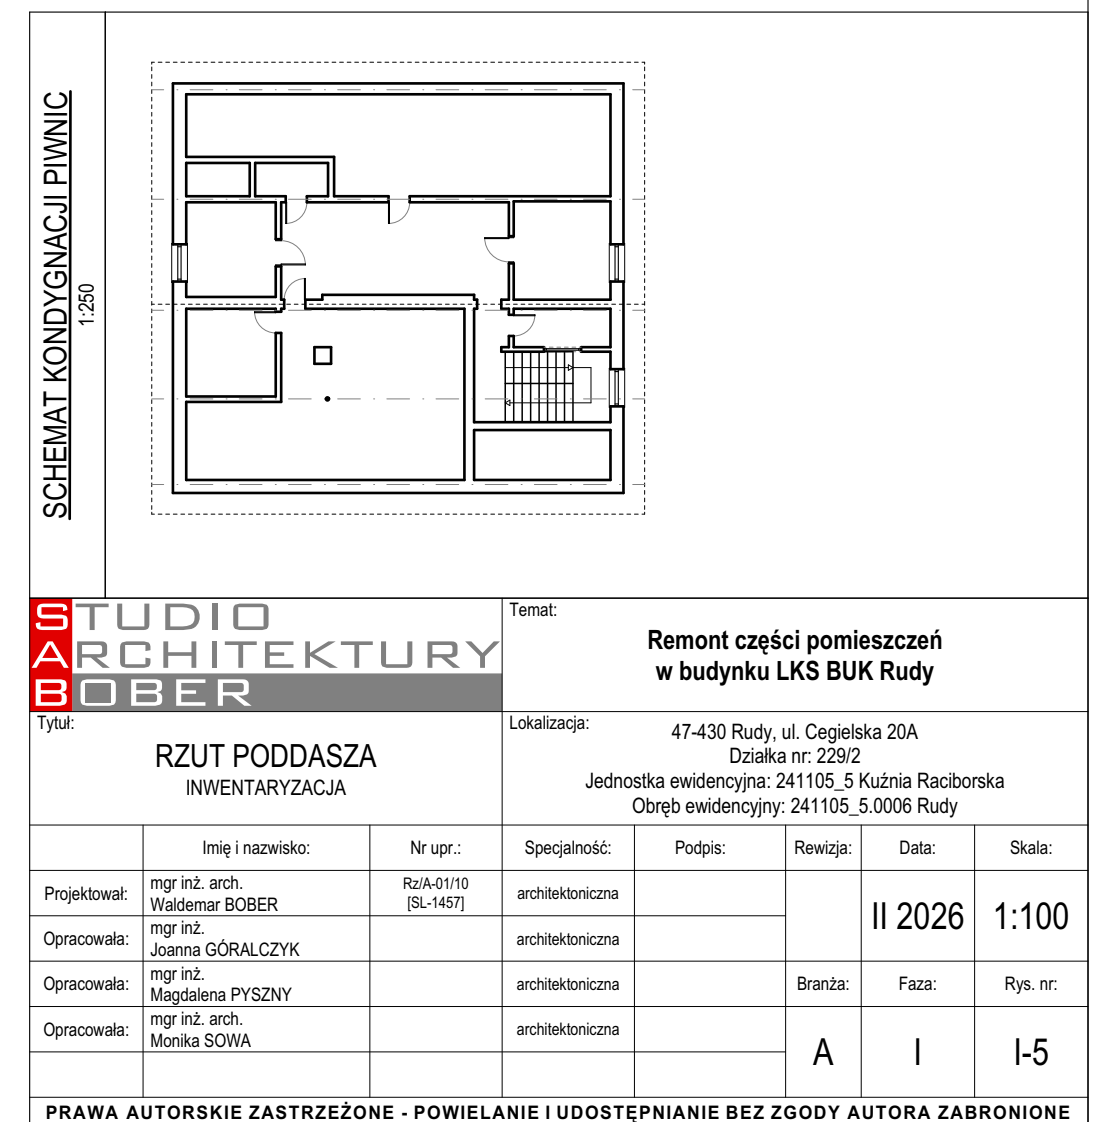 SCHEMAT KONDYGNACJI PIWNIC
1:250
STUDIO
ARCHITEKTURY
BOBER
Temat:
Remont części pomieszczeń
w budynku LKS BUK Rudy
Tytuł:
RZUT PODDASZA
INWENTARYZACJA
Lokalizacja:
47-430 Rudy, ul. Cegielska 20A
Działka nr: 229/2
Jednostka ewidencyjna: 241105_5 Kuźnia Raciborska
Obręb ewidencyjny: 241105_5.0006 Rudy
Imię i nazwisko: Nr upr.: Specjalność: Podpis: Rewizja: Data: Skala:
Projektował: mgr inż. arch. Waldemar BOBER Rz/A-01/10 [SL-1457] architektoniczna
II 2026 1:100
Opracowała: mgr inż. Joanna GÓRALCZYK architektoniczna
Opracowała: mgr inż. Magdalena PYSZNY architektoniczna Branża: Faza: Rys. nr:
Opracowała: mgr inż. arch. Monika SOWA architektoniczna
A I I-5
PRAWA AUTORSKIE ZASTRZEŻONE - POWIELANIE I UDOSTĘPNIANIE BEZ ZGODY AUTORA ZABRONIONE